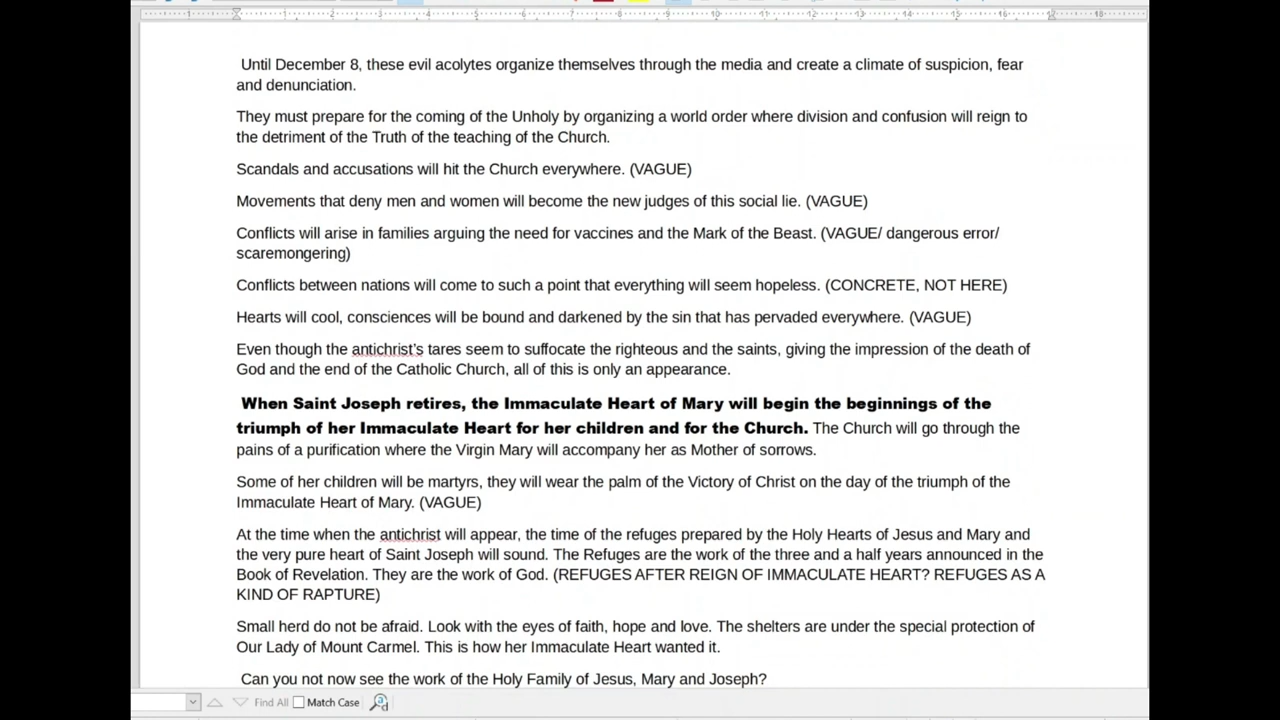 Until December 8, these evil acolytes organize themselves through the media and create a climate of suspicion, fear
and denunciation.
They must prepare for the coming of the Unholy by organizing a world order where division and confusion will reign to
the detriment of the Truth of the teaching of the Church.
Scandals and accusations will hit the Church everywhere. (VAGUE)
Movements that deny men and women will become the new judges of this social lie. (VAGUE)
Conflicts will arise in families arguing the need for vaccines and the Mark of the Beast. (VAGUE/ dangerous error/
scaremongering)
Conflicts between nations will come to such a point that everything will seem hopeless. (CONCRETE, NOT HERE)
Hearts will cool, consciences will be bound and darkened by the sin that has pervaded everywhere. (VAGUE)
Even though the antichrist's tares seem to suffocate the righteous and the saints, giving the impression of the death of
God and the end of the Catholic Church, all of this is only an appearance.
When Saint Joseph retires, the Immaculate Heart of Mary will begin the beginnings of the
triumph of her Immaculate Heart for her children and for the Church. The Church will go through the
pains of a purification where the Virgin Mary will accompany her as Mother of sorrows.
Some of her children will be martyrs, they will wear the palm of the Victory of Christ on the day of the triumph of the
Immaculate Heart of Mary. (VAGUE)
At the time when the antichrist will appear, the time of the refuges prepared by the Holy Hearts of Jesus and Mary and
the very pure heart of Saint Joseph will sound. The Refuges are the work of the three and a half years announced in the
Book of Revelation. They are the work of God. (REFUGES AFTER REIGN OF IMMACULATE HEART? REFUGES AS A
KIND OF RAPTURE)
Small herd do not be afraid. Look with the eyes of faith, hope and love. The shelters are under the special protection of
Our Lady of Mount Carmel. This is how her Immaculate Heart wanted it.
Can you not now see the work of the Holy Family of Jesus, Mary and Joseph?
Find All Match Case